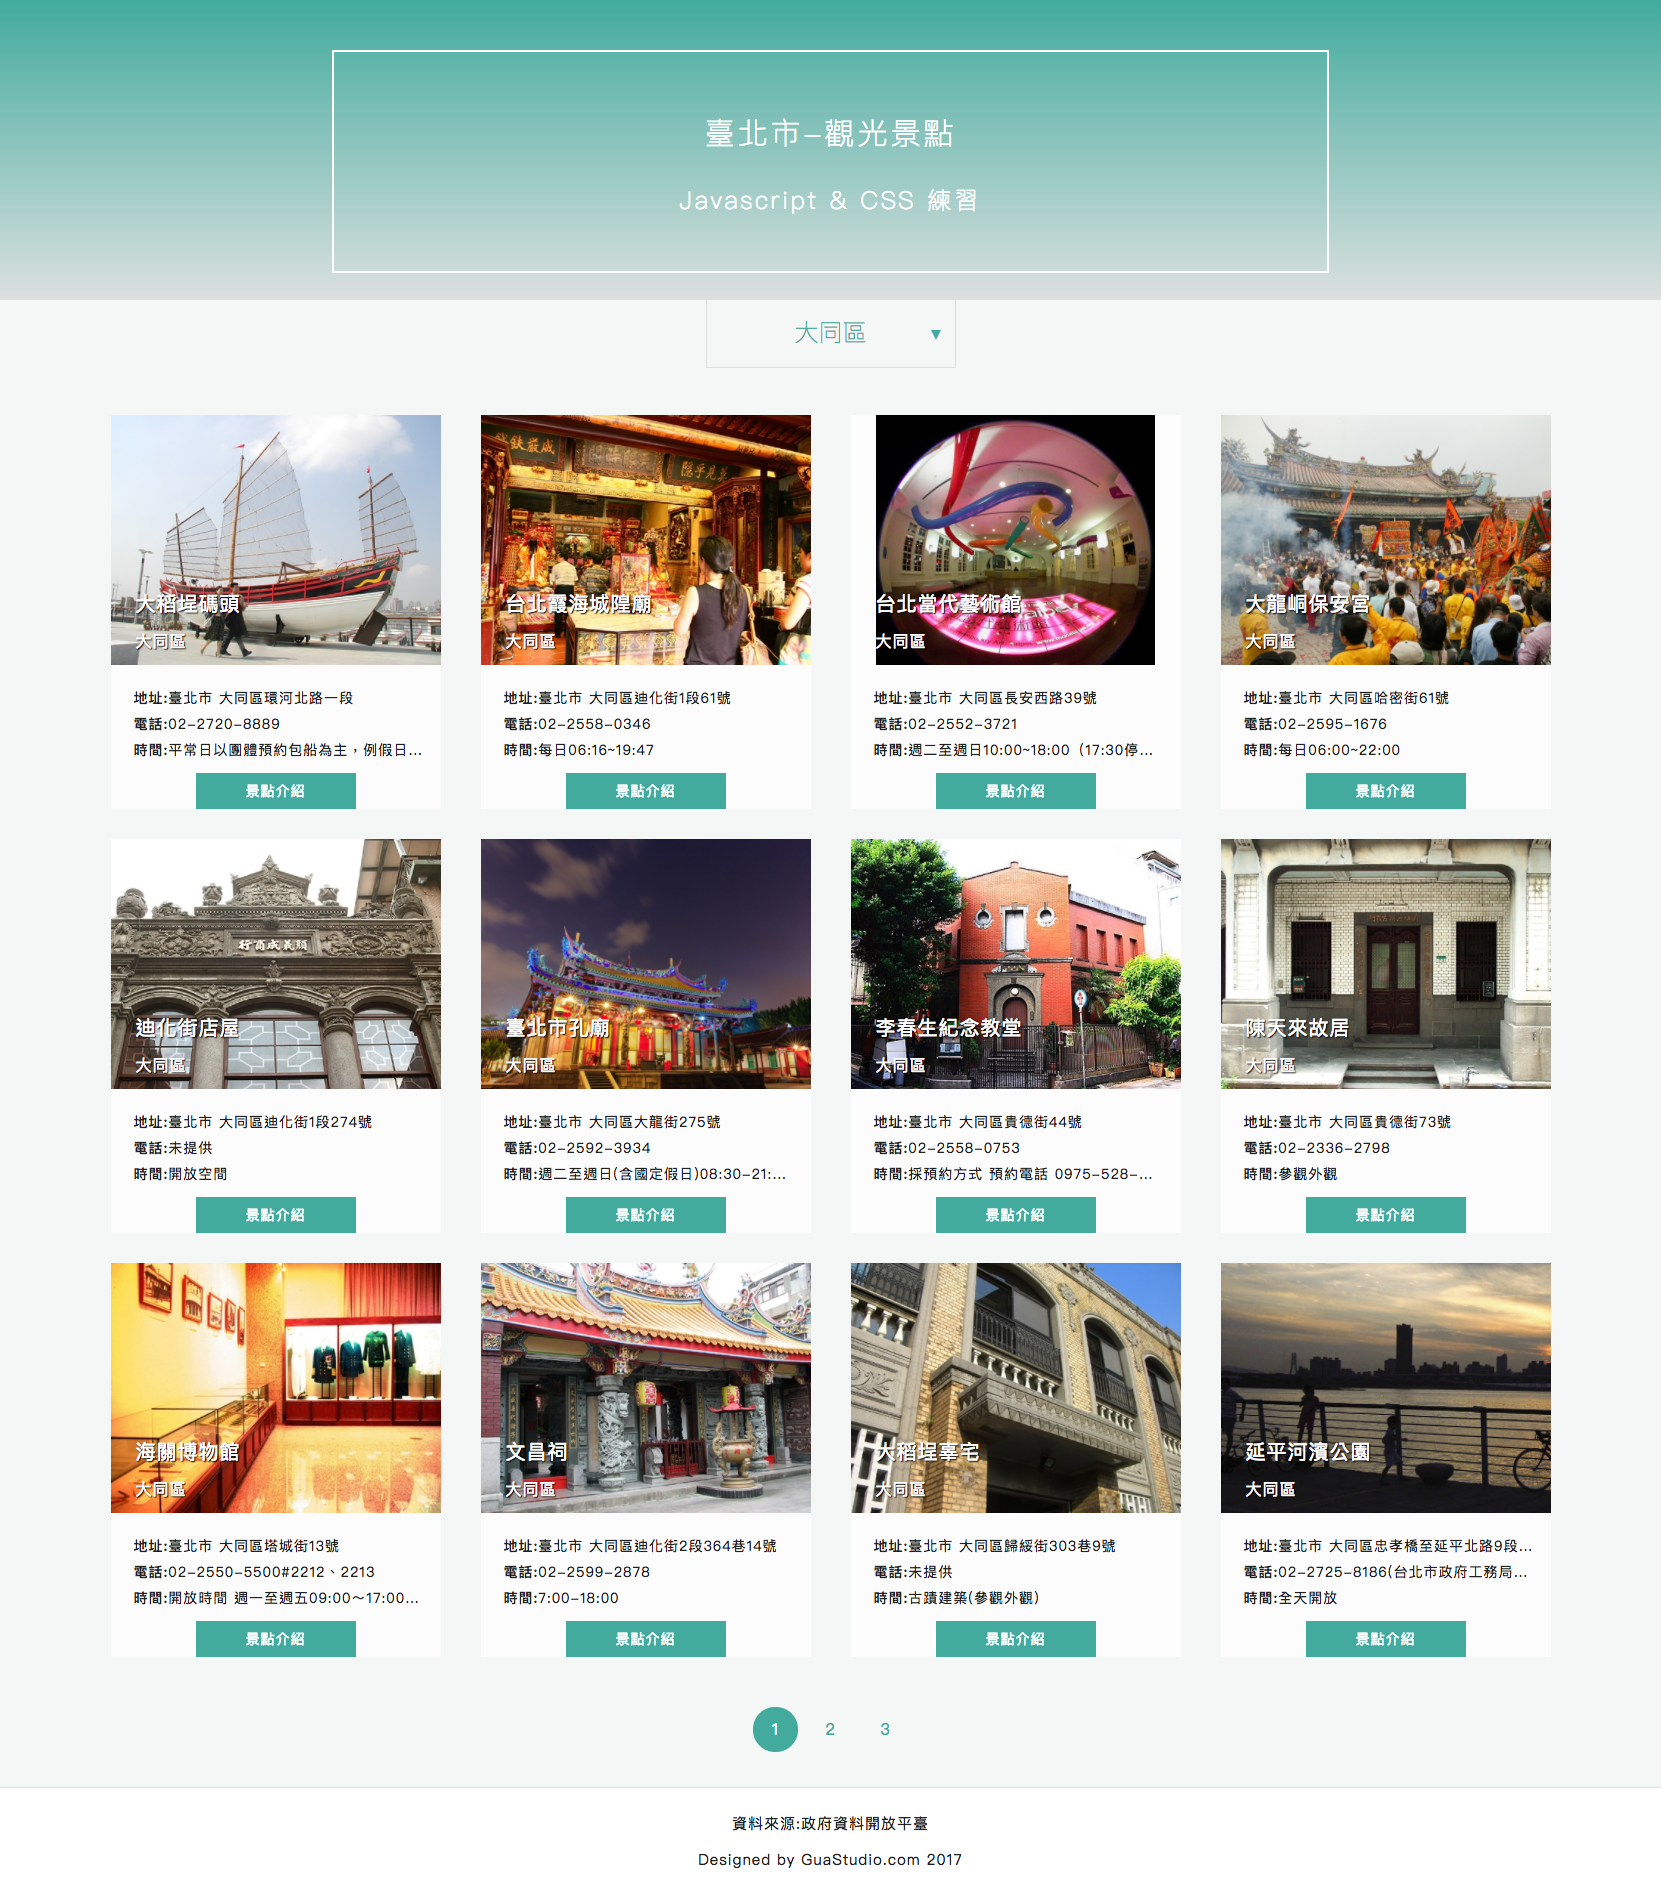 臺北市-觀光景點
Javascript & CSS 練習
大同區 ▼
大稻埕碼頭
大同區
地址:臺北市 大同區環河北路一段
電話:02-2720-8889
時間:平常日以團體預約包船為主，例假日...
景點介紹
台北霞海城隍廟
大同區
地址:臺北市 大同區迪化街1段61號
電話:02-2558-0346
時間:每日06:16~19:47
景點介紹
台北當代藝術館
大同區
地址:臺北市 大同區長安西路39號
電話:02-2552-3721
時間:週二至週日10:00~18:00（17:30停...
景點介紹
大龍峒保安宮
大同區
地址:臺北市 大同區哈密街61號
電話:02-2595-1676
時間:每日06:00~22:00
景點介紹
行商成義顏
迪化街店屋
大同區
地址:臺北市 大同區迪化街1段274號
電話:未提供
時間:開放空間
景點介紹
臺北市孔廟
大同區
地址:臺北市 大同區大龍街275號
電話:02-2592-3934
時間:週二至週日(含國定假日)08:30-21:...
景點介紹
李春生紀念教堂
大同區
地址:臺北市 大同區貴德街44號
電話:02-2558-0753
時間:採預約方式 預約電話 0975-528-...
景點介紹
陳天來故居
大同區
地址:臺北市 大同區貴德街73號
電話:02-2336-2798
時間:參觀外觀
景點介紹
海關博物館
大同區
地址:臺北市 大同區塔城街13號
電話:02-2550-5500#2212、2213
時間:開放時間 週一至週五09:00～17:00...
景點介紹
文昌祠
大同區
地址:臺北市 大同區迪化街2段364巷14號
電話:02-2599-2878
時間:7:00-18:00
景點介紹
大稻埕辜宅
大同區
地址:臺北市 大同區歸綏街303巷9號
電話:未提供
時間:古蹟建築(參觀外觀)
景點介紹
延平河濱公園
大同區
地址:臺北市 大同區忠孝橋至延平北路9段...
電話:02-2725-8186(台北市政府工務局...
時間:全天開放
景點介紹
1 2 3
資料來源:政府資料開放平臺
Designed by GuaStudio.com 2017